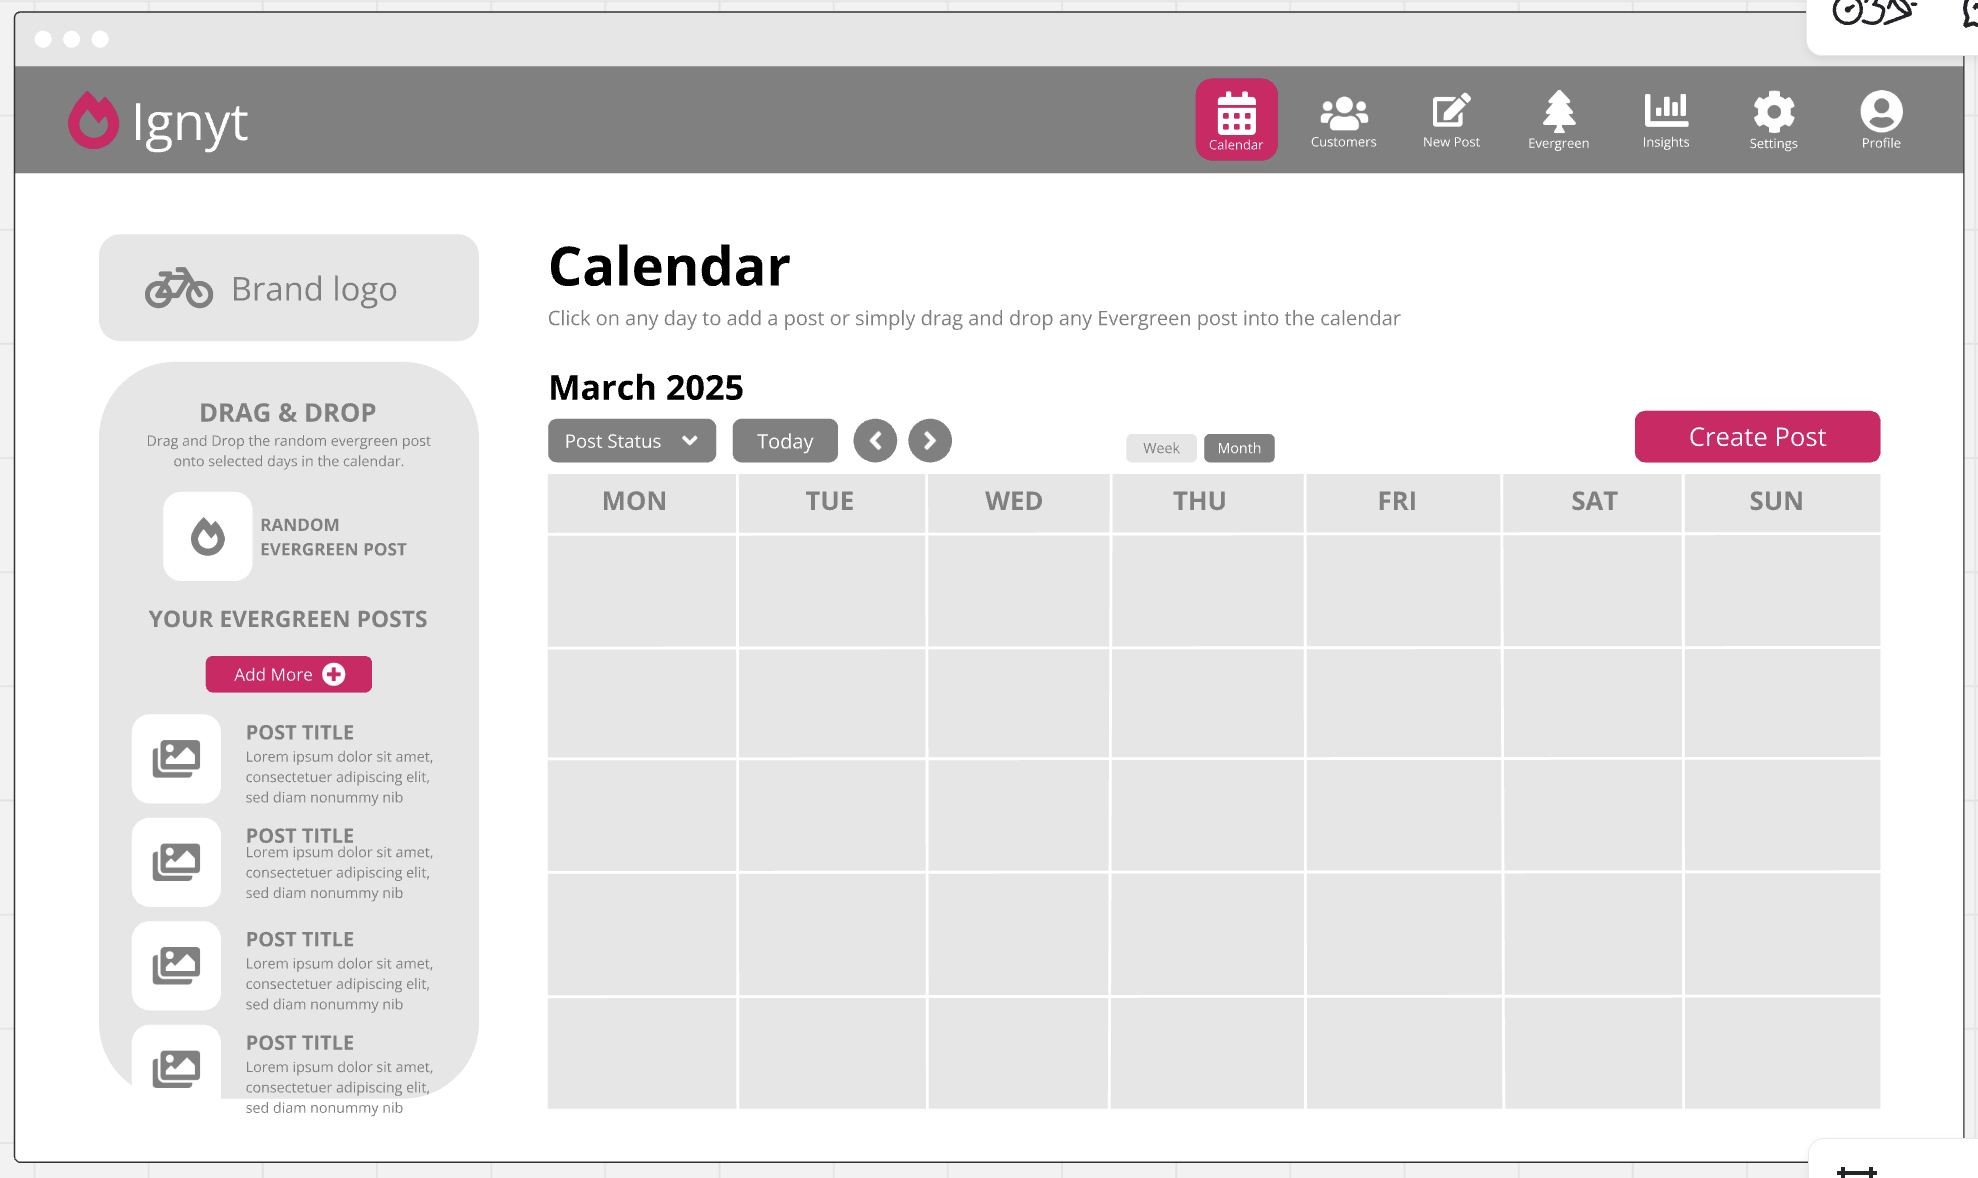 Ignyt
Calendar
Customers
New Post
Evergreen
Insights
Settings
Profile
Brand logo
DRAG & DROP
Drag and Drop the random evergreen post
onto selected days in the calendar.
RANDOM
EVERGREEN POST
YOUR EVERGREEN POSTS
Add More
POST TITLE
Lorem ipsum dolor sit amet,
consectetuer adipiscing elit,
sed diam nonummy nib
POST TITLE
Lorem ipsum dolor sit amet,
consectetuer adipiscing elit,
sed diam nonummy nib
POST TITLE
Lorem ipsum dolor sit amet,
consectetuer adipiscing elit,
sed diam nonummy nib
POST TITLE
Lorem ipsum dolor sit amet,
consectetuer adipiscing elit,
sed diam nonummy nib
Calendar
Click on any day to add a post or simply drag and drop any Evergreen post into the calendar
March 2025
Post Status
Today
Week
Month
Create Post
MON
TUE
WED
THU
FRI
SAT
SUN